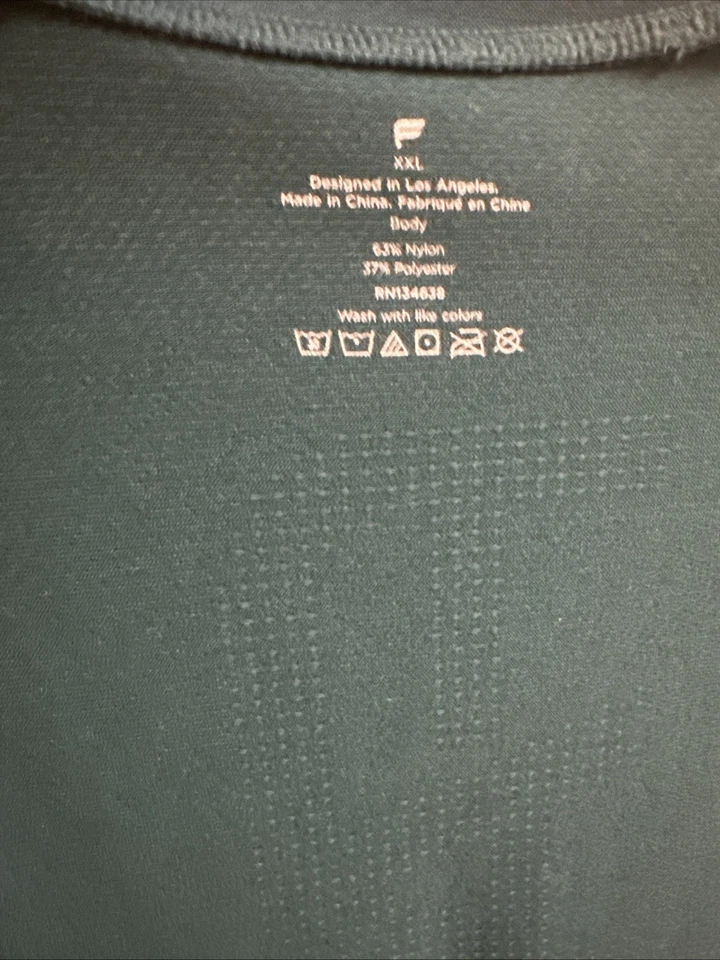 XXL
Designed in Los Angeles.
Made in China. Fabriqué en Chine
Body
63% Nylon
37% Polyester
RN134638
Wash with like colors
30